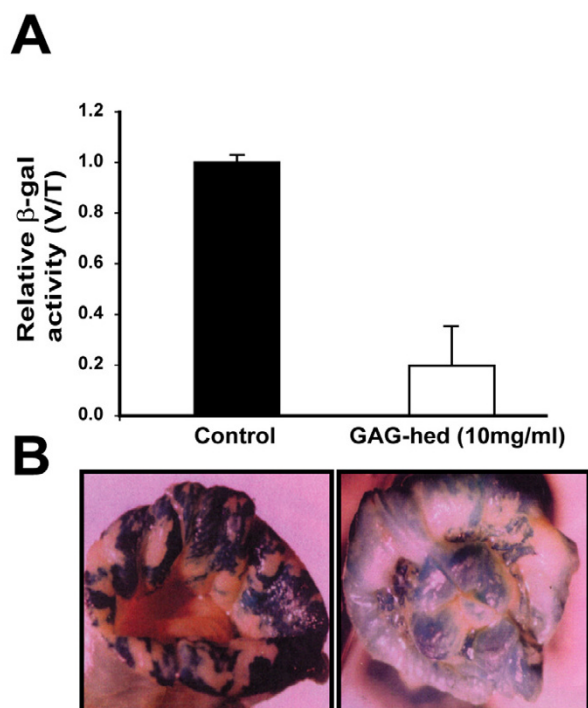 A
Relative β-gal
activity (V/T)
1.2
1.0
0.8
0.6
0.4
0.2
0.0
Control
GAG-hed (10mg/ml)
B